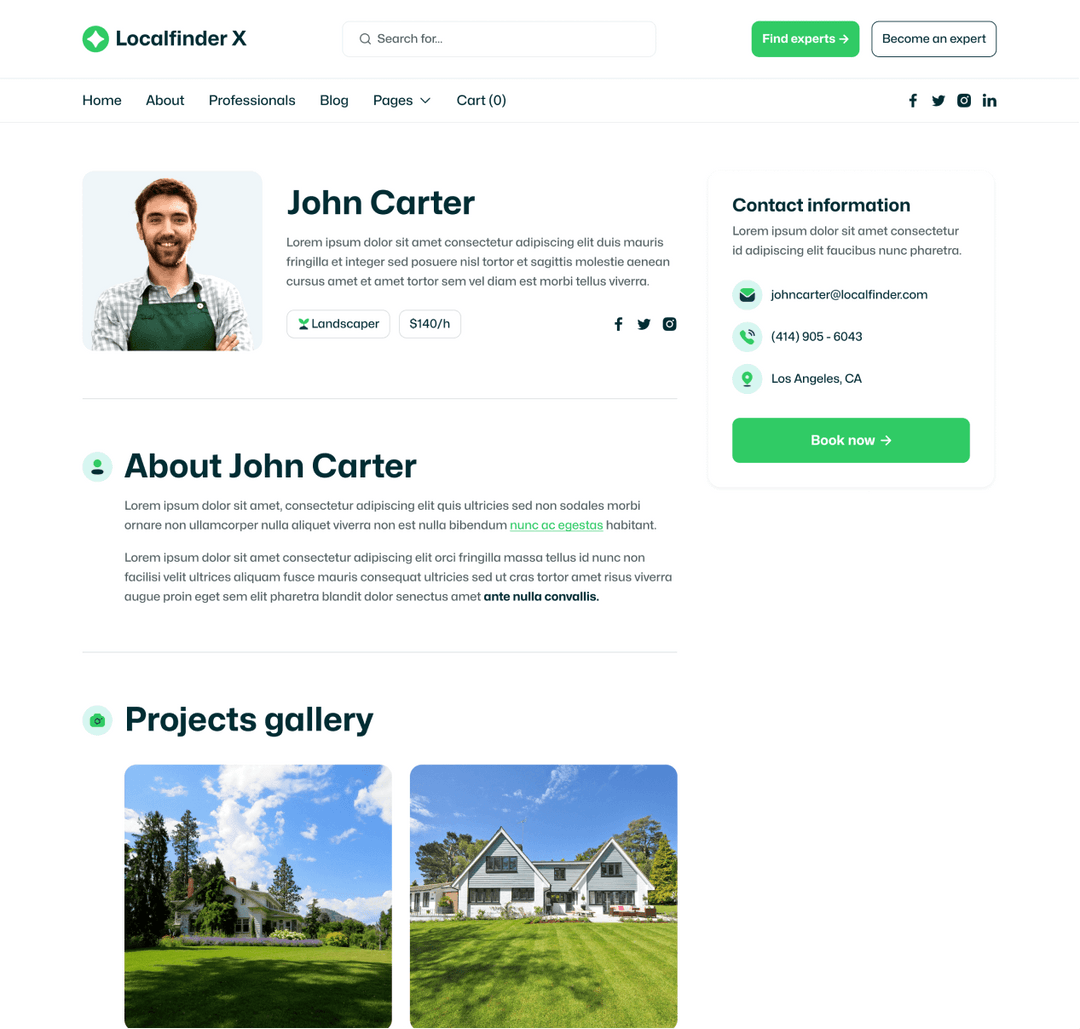 Localfinder X
Search for...
Find experts →
Become an expert
Home
About
Professionals
Blog
Pages
Cart (0)
John Carter
Lorem ipsum dolor sit amet consectetur adipiscing elit duis mauris
fringilla et integer sed posuere nisl tortor et sagittis molestie aenean
cursus amet et amet tortor sem vel diam est morbi tellus viverra.
Landscaper
$140/h
Contact information
Lorem ipsum dolor sit amet consectetur
id adipiscing elit faucibus nunc pharetra.
johncarter@localfinder.com
(414) 905 - 6043
Los Angeles, CA
Book now →
About John Carter
Lorem ipsum dolor sit amet, consectetur adipiscing elit quis ultricies sed non sodales morbi
ornare non ullamcorper nulla aliquet viverra non est nulla bibendum nunc ac egestas habitant.
Lorem ipsum dolor sit amet consectetur adipiscing elit orci fringilla massa tellus id nunc non
facilisi velit ultrices aliquam fusce mauris consequat ultricies sed ut cras tortor amet risus viverra
augue proin eget sem elit pharetra blandit dolor senectus amet ante nulla convallis.
Projects gallery